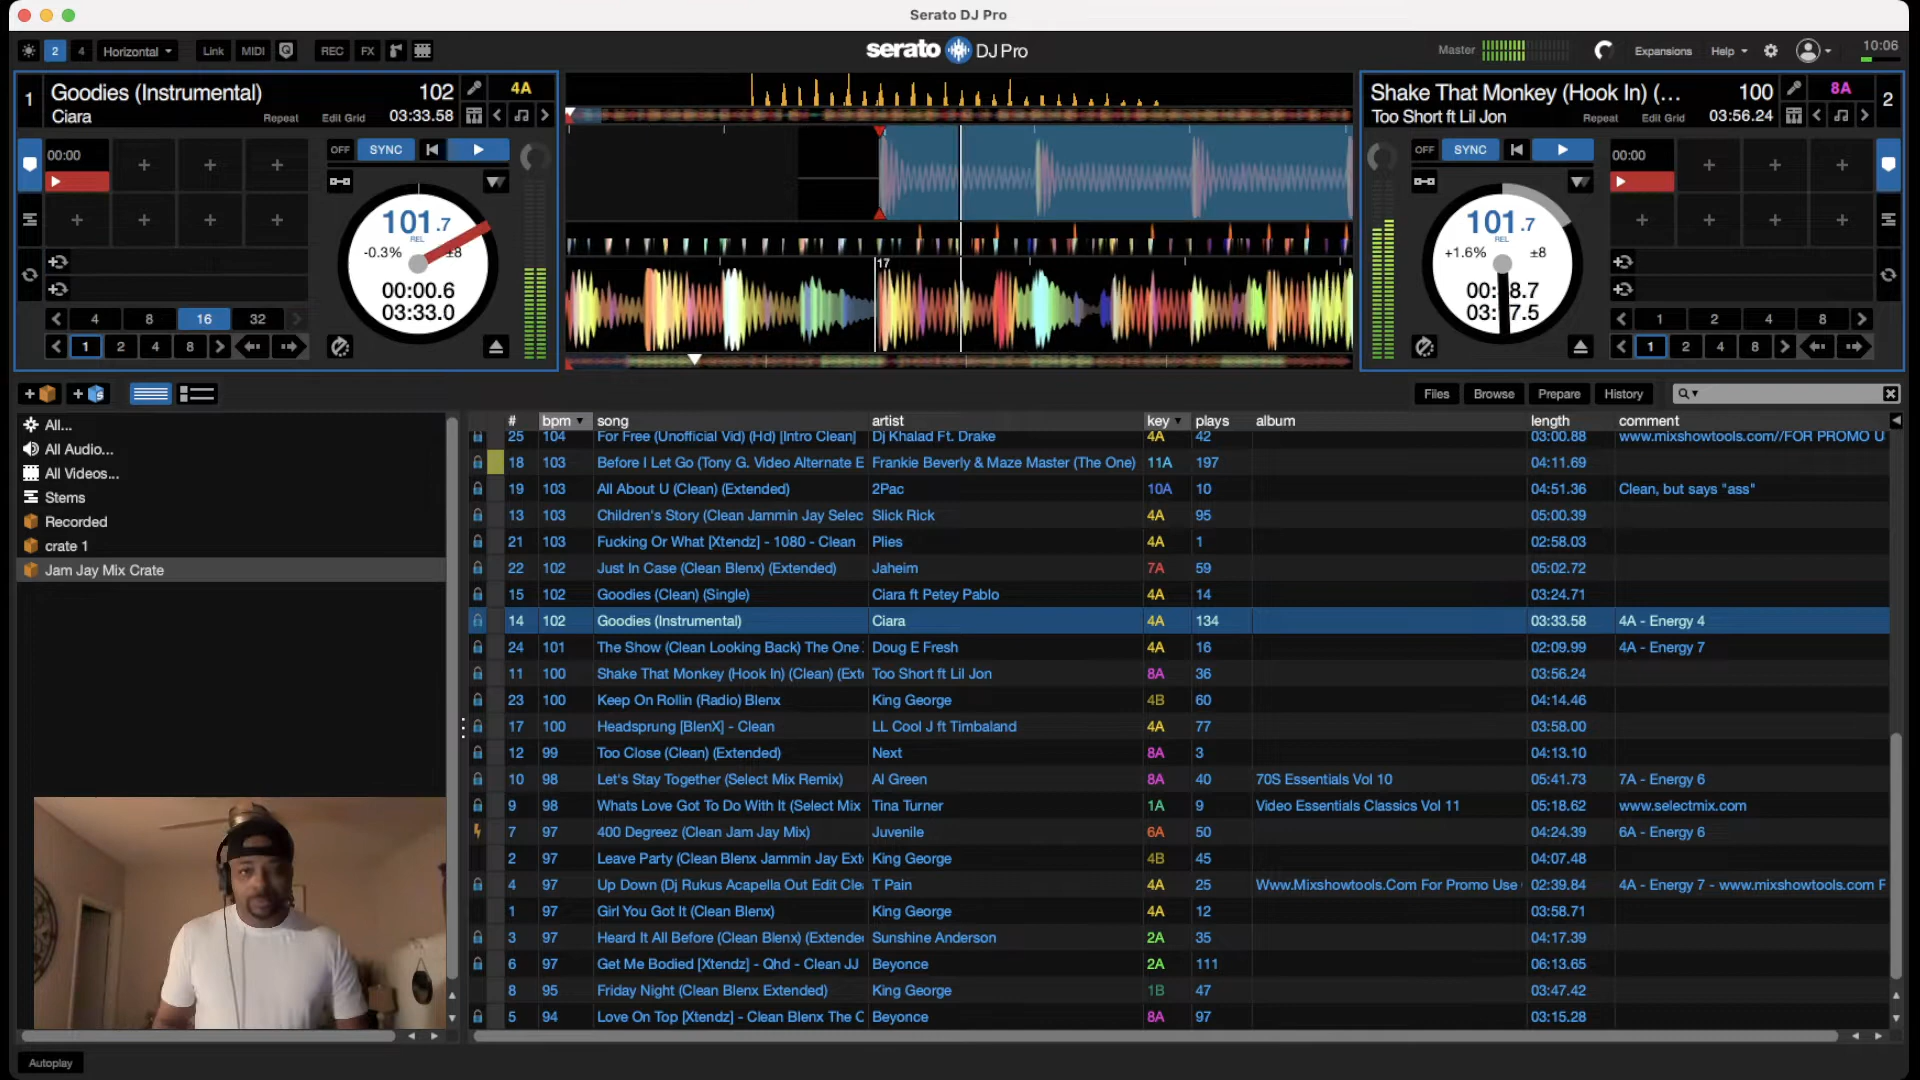 Serato DJ Pro
2 4 Horizontal Link MIDI REC FX
serato DJ Pro
Master Expansions Help 10:06
1 Goodies (Instrumental) 102 4A
Ciara Repeat Edit Grid 03:33.58
Shake That Monkey (Hook In) (... 100 8A 2
Too Short ft Lil Jon Repeat Edit Grid 03:56.24
00:00 OFF SYNC
101.7
REL
-0.3% ±8
00:00.6
03:33.0
4 8 16 32
1 2 4 8
17
OFF SYNC 00:00
101.7
REL
+1.6% ±8
1 2 4 8
1 2 4 8
Files Browse Prepare History
All...
All Audio...
All Videos...
Stems
Recorded
crate 1
Jam Jay Mix Crate
# bpm song artist key plays album length comment
25 104 For Free (Unofficial Vid) (Hd) [Intro Clean] Dj Khalad Ft. Drake 4A 42 03:00.88 www.mixshowtools.com//FOR PROMO U
18 103 Before I Let Go (Tony G. Video Alternate E Frankie Beverly & Maze Master (The One) 11A 197 04:11.69
19 103 All About U (Clean) (Extended) 2Pac 10A 10 04:51.36 Clean, but says "ass"
13 103 Children's Story (Clean Jammin Jay Selec Slick Rick 4A 95 05:00.39
21 103 Fucking Or What [Xtendz] - 1080 - Clean Plies 4A 1 02:58.03
22 102 Just In Case (Clean Blenx) (Extended) Jaheim 7A 59 05:02.72
15 102 Goodies (Clean) (Single) Ciara ft Petey Pablo 4A 14 03:24.71
14 102 Goodies (Instrumental) Ciara 4A 134 03:33.58 4A - Energy 4
24 101 The Show (Clean Looking Back) The One Doug E Fresh 4A 16 02:09.99 4A - Energy 7
11 100 Shake That Monkey (Hook In) (Clean) (Ext Too Short ft Lil Jon 8A 36 03:56.24
23 100 Keep On Rollin (Radio) Blenx King George 4B 60 04:14.46
17 100 Headsprung [BlenX] - Clean LL Cool J ft Timbaland 4A 77 03:58.00
12 99 Too Close (Clean) (Extended) Next 8A 3 04:13.10
10 98 Let's Stay Together (Select Mix Remix) Al Green 8A 40 70S Essentials Vol 10 05:41.73 7A - Energy 6
9 98 Whats Love Got To Do With It (Select Mix Tina Turner 1A 9 Video Essentials Classics Vol 11 05:18.62 www.selectmix.com
7 97 400 Degreez (Clean Jam Jay Mix) Juvenile 6A 50 04:24.39 6A - Energy 6
2 97 Leave Party (Clean Blenx Jammin Jay Ext King George 4B 45 04:07.48
4 97 Up Down (Dj Rukus Acapella Out Edit Cle T Pain 4A 25 Www.Mixshowtools.Com For Promo Use 02:39.84 4A - Energy 7 - www.mixshowtools.com F
1 97 Girl You Got It (Clean Blenx) King George 4A 12 03:58.71
3 97 Heard It All Before (Clean Blenx) (Extende Sunshine Anderson 2A 35 04:17.39
6 97 Get Me Bodied [Xtendz] - Qhd - Clean JJ Beyonce 2A 111 06:13.65
8 95 Friday Night (Clean Blenx Extended) King George 1B 47 03:47.42
5 94 Love On Top [Xtendz] - Clean Blenx The C Beyonce 8A 97 03:15.28
Autoplay